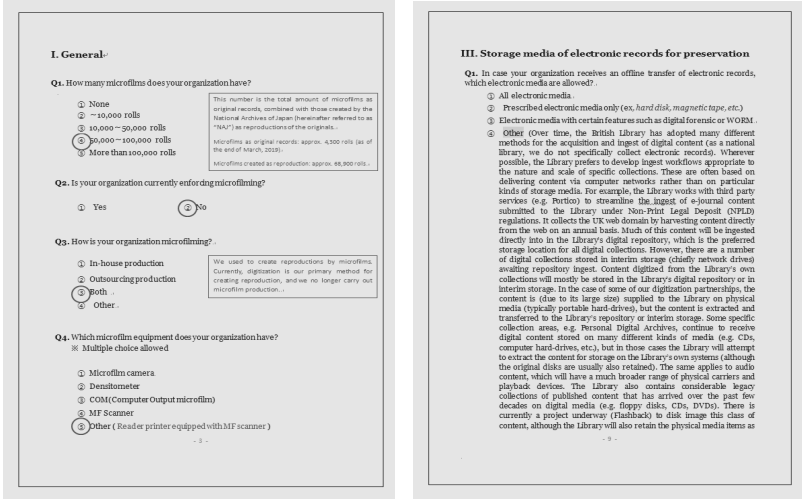 I. General
Q1. How many microfilms does your organization have?
① None
② ~10,000 rolls
③ 10,000~50,000 rolls
④ 50,000~100,000 rolls
⑤ More than 100,000 rolls
This number is the total amount of microfilms as
original records, combined with those created by the
National Archives of Japan (hereinafter referred to as
"NAJ") as reproductions of the originals.
Microfilms as original records: approx. 4,300 rolls (as of
the end of March, 2019).
Microfilms created as reproduction: approx. 68,900 rolls.
Q2. Is your organization currently enforcing microfilming?
① Yes ② No
Q3. How is your organization microfilming?
① In-house production
② Outsourcing production
③ Both
④ Other
We used to create reproductions by microfilms.
Currently, digitization is our primary method for
creating reproduction, and we no longer carry out
microfilm production.
Q4. Which microfilm equipment does your organization have?
※ Multiple choice allowed
① Microfilm camera
② Densitometer
③ COM(Computer Output microfilm)
④ MF Scanner
⑤ Other ( Reader printer equipped with MF scanner )
- 3 -
III. Storage media of electronic records for preservation
Q1. In case your organization receives an offline transfer of electronic records,
which electronic media are allowed?
① All electronic media
② Prescribed electronic media only (ex, hard disk, magnetic tape, etc.)
③ Electronic media with certain features such as digital forensic or WORM
④ Other (Over time, the British Library has adopted many different
methods for the acquisition and ingest of digital content (as a national
library, we do not specifically collect electronic records). Wherever
possible, the Library prefers to develop ingest workflows appropriate to
the nature and scale of specific collections. These are often based on
delivering content via computer networks rather than on particular
kinds of storage media. For example, the Library works with third party
services (e.g. Portico) to streamline the ingest of e-journal content
submitted to the Library under Non-Print Legal Deposit (NPLD)
regulations. It collects the UK web domain by harvesting content directly
from the web on an annual basis. Much of this content will be ingested
directly into in the Library's digital repository, which is the preferred
storage location for all digital collections. However, there are a number
of digital collections stored in interim storage (chiefly network drives)
awaiting repository ingest. Content digitized from the Library's own
collections will mostly be stored in the Library's digital repository or in
interim storage. In the case of some of our digitization partnerships, the
content is (due to its large size) supplied to the Library on physical
media (typically portable hard-drives), but the content is extracted and
transferred to the Library's repository or interim storage. Some specific
collection areas, e.g. Personal Digital Archives, continue to receive
digital content stored on many different kinds of media (e.g. CDs,
computer hard-drives, etc.), but in those cases the Library will attempt
to extract the content for storage on the Library's own systems (although
the original disks are usually also retained). The same applies to audio
content, which will have a much broader range of physical carriers and
playback devices. The Library also contains considerable legacy
collections of published content that has arrived over the past few
decades on digital media (e.g. floppy disks, CDs, DVDs). There is
currently a project underway (Flashback) to disk image this class of
content, although the Library will also retain the physical media items as
- 9 -